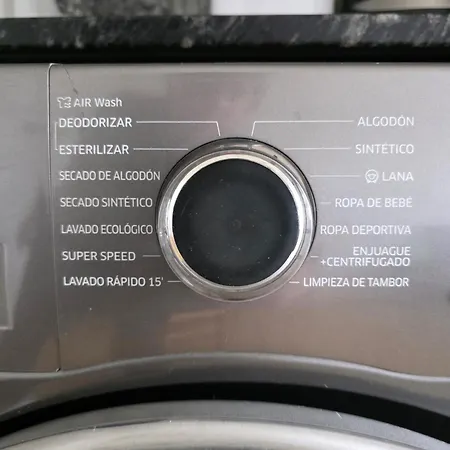 AIR Wash
DEODORIZAR
ESTERILIZAR
SECADO DE ALGODÓN
SECADO SINTÉTICO
LAVADO ECOLÓGICO
SUPER SPEED
LAVADO RÁPIDO 15'
ALGODÓN
SINTÉTICO
LANA
ROPA DE BEBÉ
ROPA DEPORTIVA
ENJUAGUE
+CENTRIFUGADO
LIMPIEZA DE TAMBOR